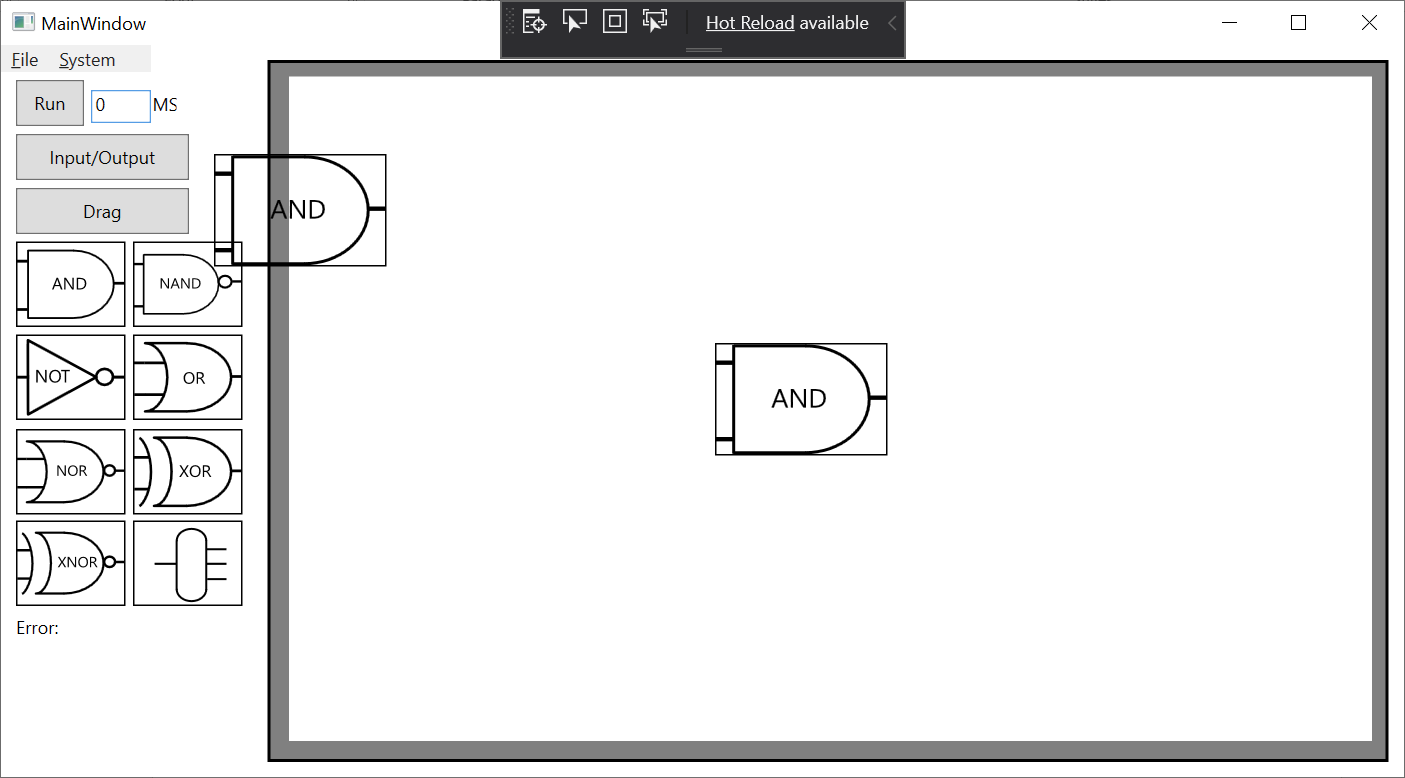 MainWindow
Hot Reload available
File System
Run 0 MS
Input/Output
Drag
AND
AND NAND
NOT OR
NOR XOR
XNOR
Error:
AND